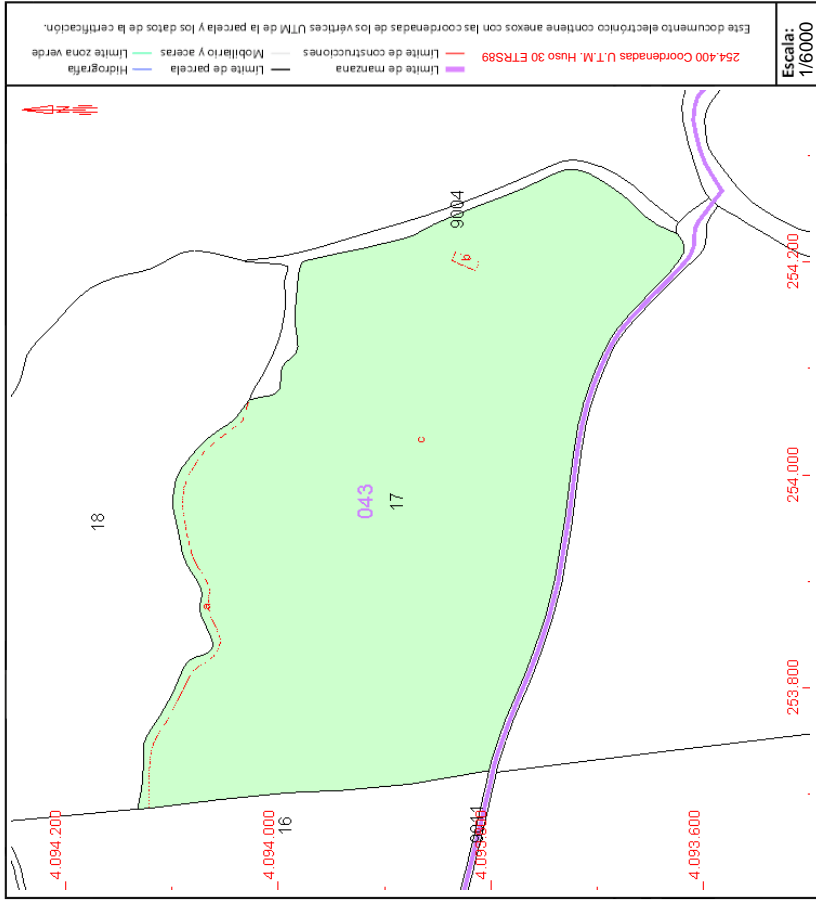 Este documento electrónico contiene anexos con las coordenadas de los vértices UTM de la parcela y los datos de la certificación.
254.400 Coordenadas U.T.M. Huso 30 ETRS89
Límite de manzana
Límite de construcciones
Límite de parcela
Mobiliario y aceras
Hidrografía
Límite zona verde
Escala:
1/6000
9004
b
254.200
c
043
17
254.000
18
a
253.800
4.094.200
4.094.000
16
9011
4.093.600